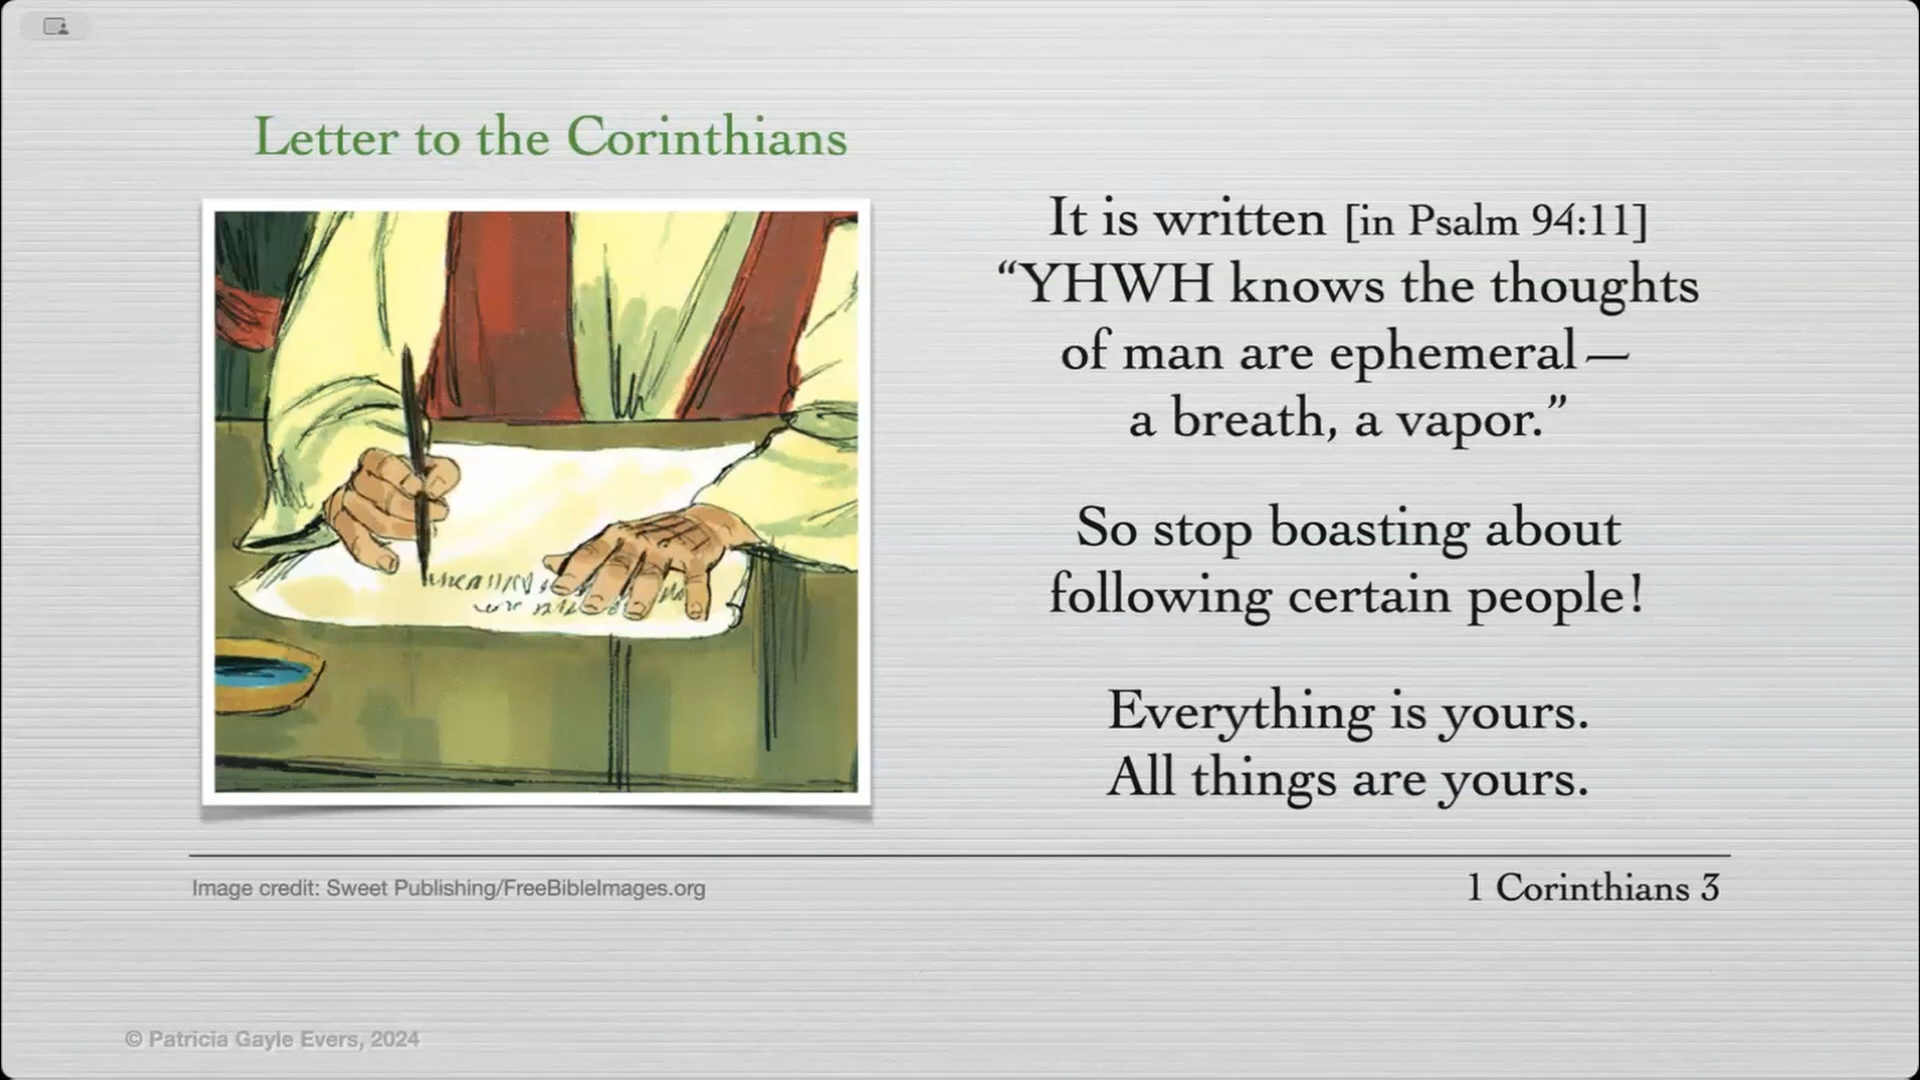 Letter to the Corinthians
It is written [in Psalm 94:11]
“YHWH knows the thoughts
of man are ephemeral—
a breath, a vapor.”
So stop boasting about
following certain people!
Everything is yours.
All things are yours.
Image credit: Sweet Publishing/FreeBibleImages.org
1 Corinthians 3
© Patricia Gayle Evers, 2024